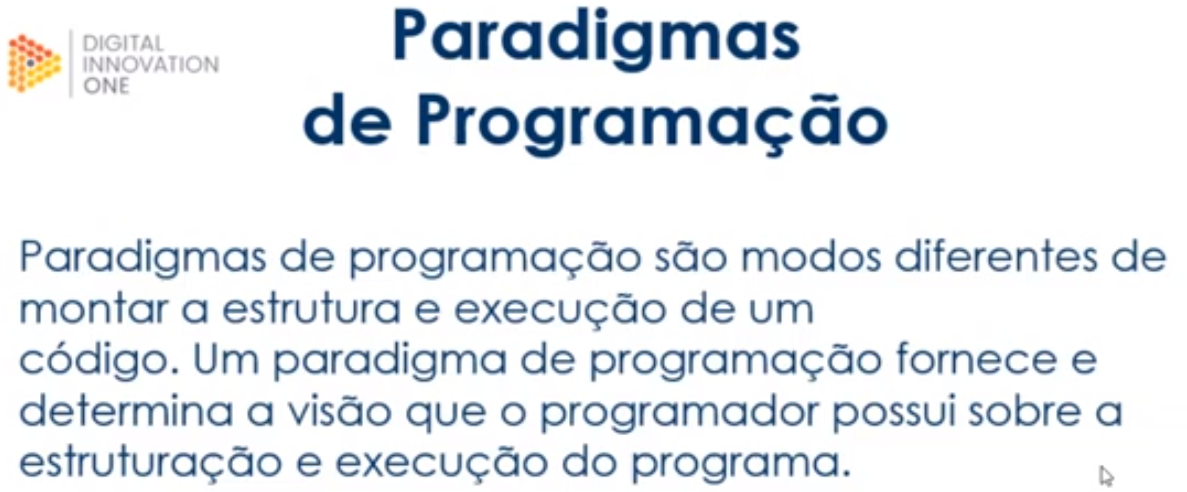 DIGITAL
INNOVATION
ONE
Paradigmas
de Programação
Paradigmas de programação são modos diferentes de
montar a estrutura e execução de um
código. Um paradigma de programação fornece e
determina a visão que o programador possui sobre a
estruturação e execução do programa.